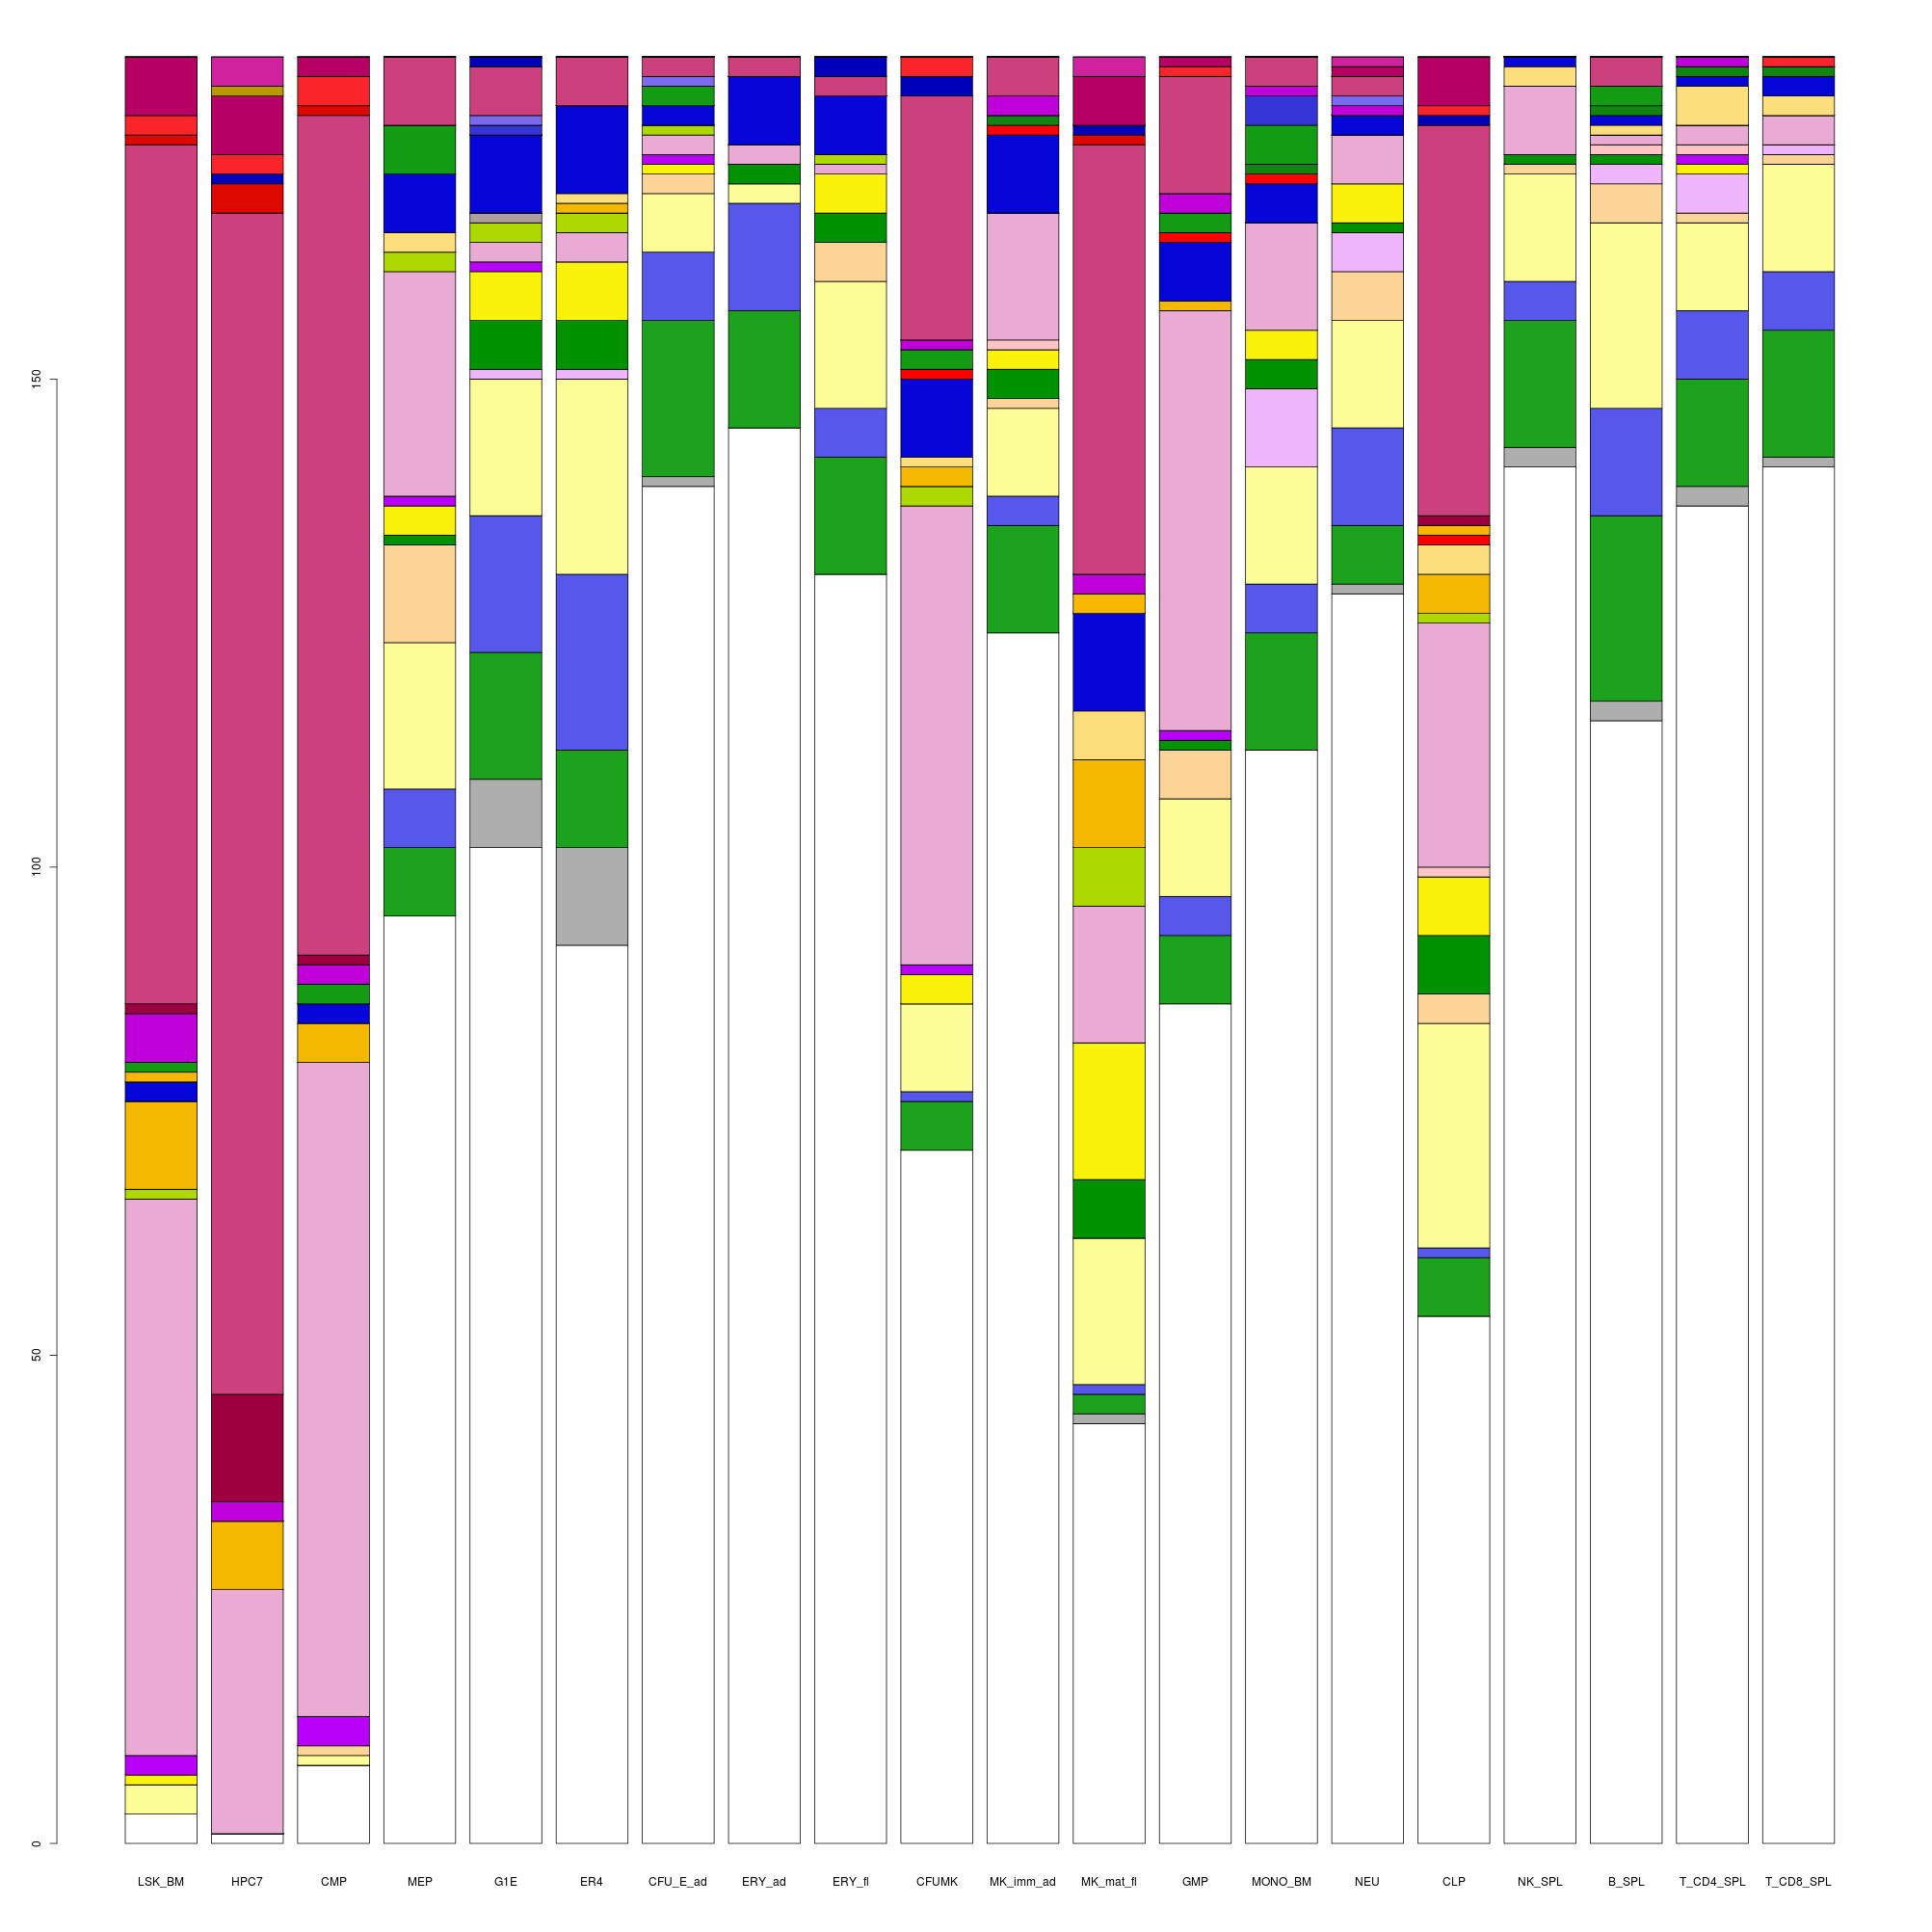 150
100
50
0
LSK_BM HPC7 CMP MEP G1E ER4 CFU_E_ad ERY_ad ERY_fl CFUMK MK_imm_ad MK_mat_fl GMP MONO_BM NEU CLP NK_SPL B_SPL T_CD4_SPL T_CD8_SPL